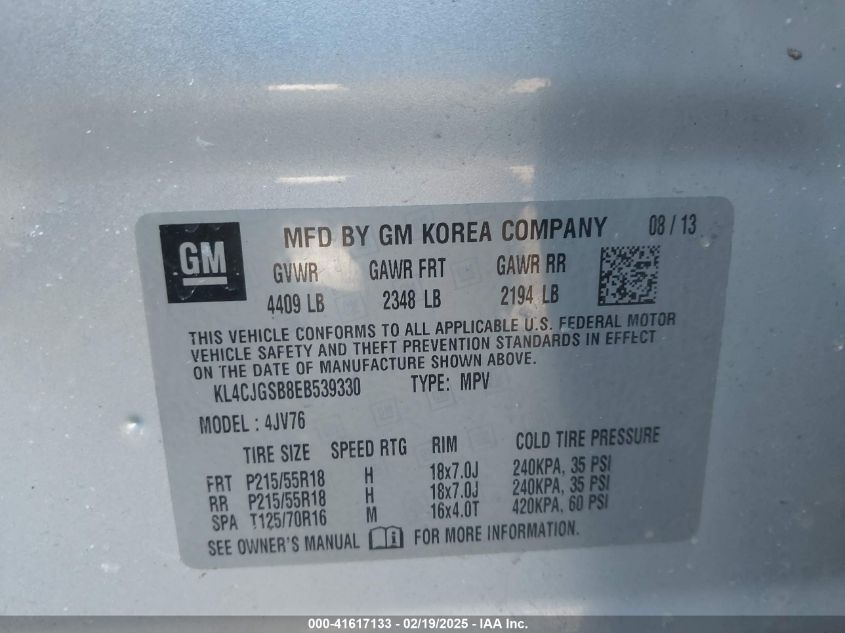 GM
MFD BY GM KOREA COMPANY 08 / 13
GVWR GAWR FRT GAWR RR
4409 LB 2348 LB 2194 LB
THIS VEHICLE CONFORMS TO ALL APPLICABLE U.S. FEDERAL MOTOR
VEHICLE SAFETY AND THEFT PREVENTION STANDARDS IN EFFECT
ON THE DATE OF MANUFACTURE SHOWN ABOVE.
KL4CJGSB8EB539330 TYPE: MPV
MODEL : 4JV76
TIRE SIZE SPEED RTG RIM COLD TIRE PRESSURE
FRT P215/55R18 H 18x7.0J 240KPA, 35 PSI
RR P215/55R18 H 18x7.0J 240KPA, 35 PSI
SPA T125/70R16 M 16x4.0T 420KPA, 60 PSI
SEE OWNER'S MANUAL FOR MORE INFORMATION.
000-41617133 - 02/19/2025 - IAA Inc.